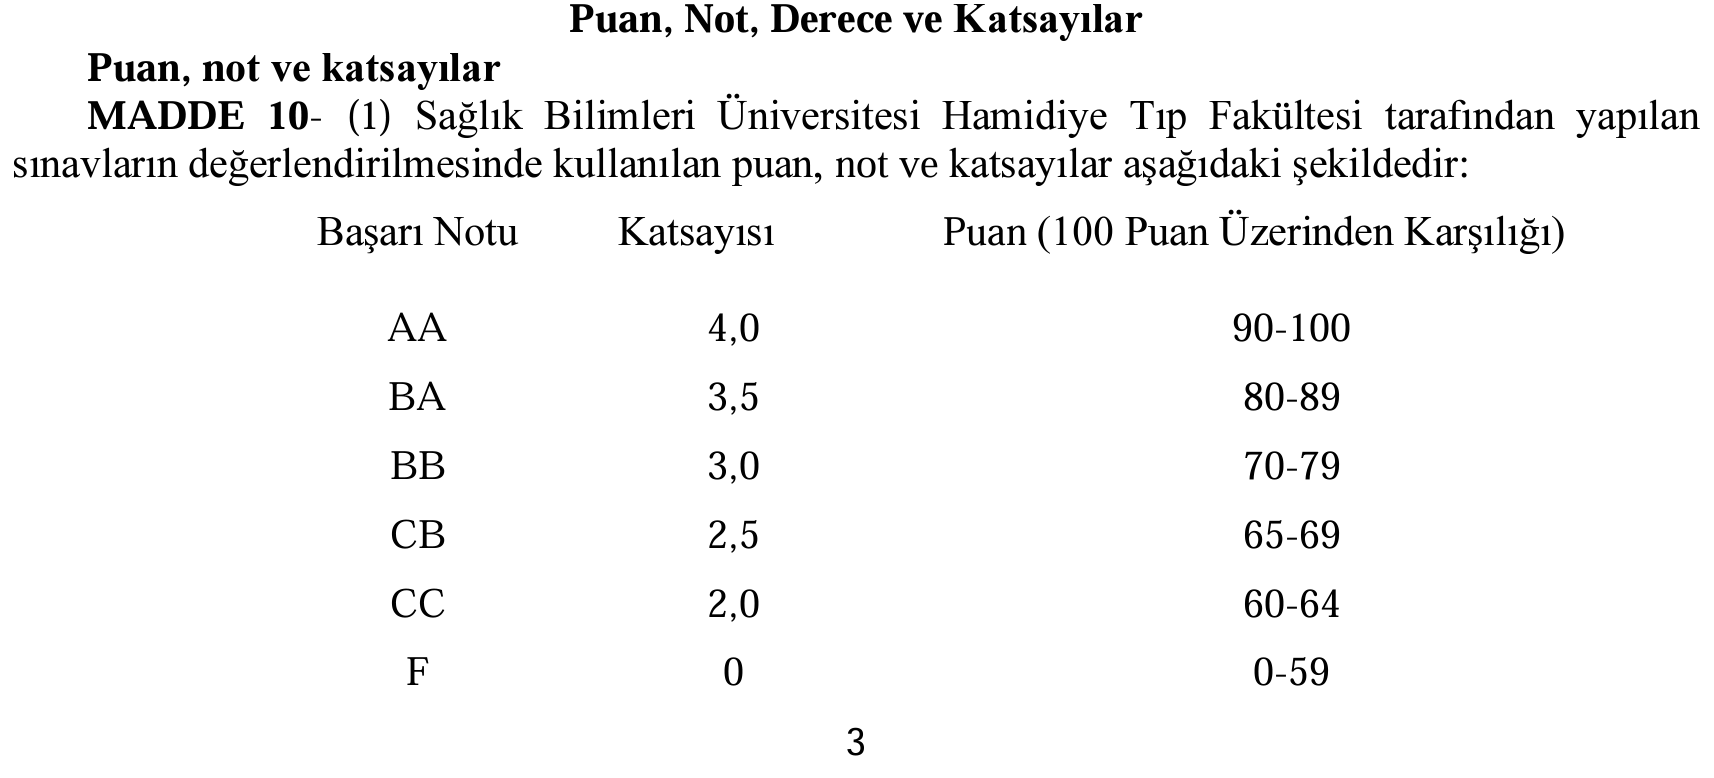 Puan, Not, Derece ve Katsayılar
Puan, not ve katsayılar
MADDE 10- (1) Sağlık Bilimleri Üniversitesi Hamidiye Tıp Fakültesi tarafından yapılan
sınavların değerlendirilmesinde kullanılan puan, not ve katsayılar aşağıdaki şekildedir:
Başarı Notu Katsayısı Puan (100 Puan Üzerinden Karşılığı)
AA 4,0 90-100
BA 3,5 80-89
BB 3,0 70-79
CB 2,5 65-69
CC 2,0 60-64
F 0 0-59
3